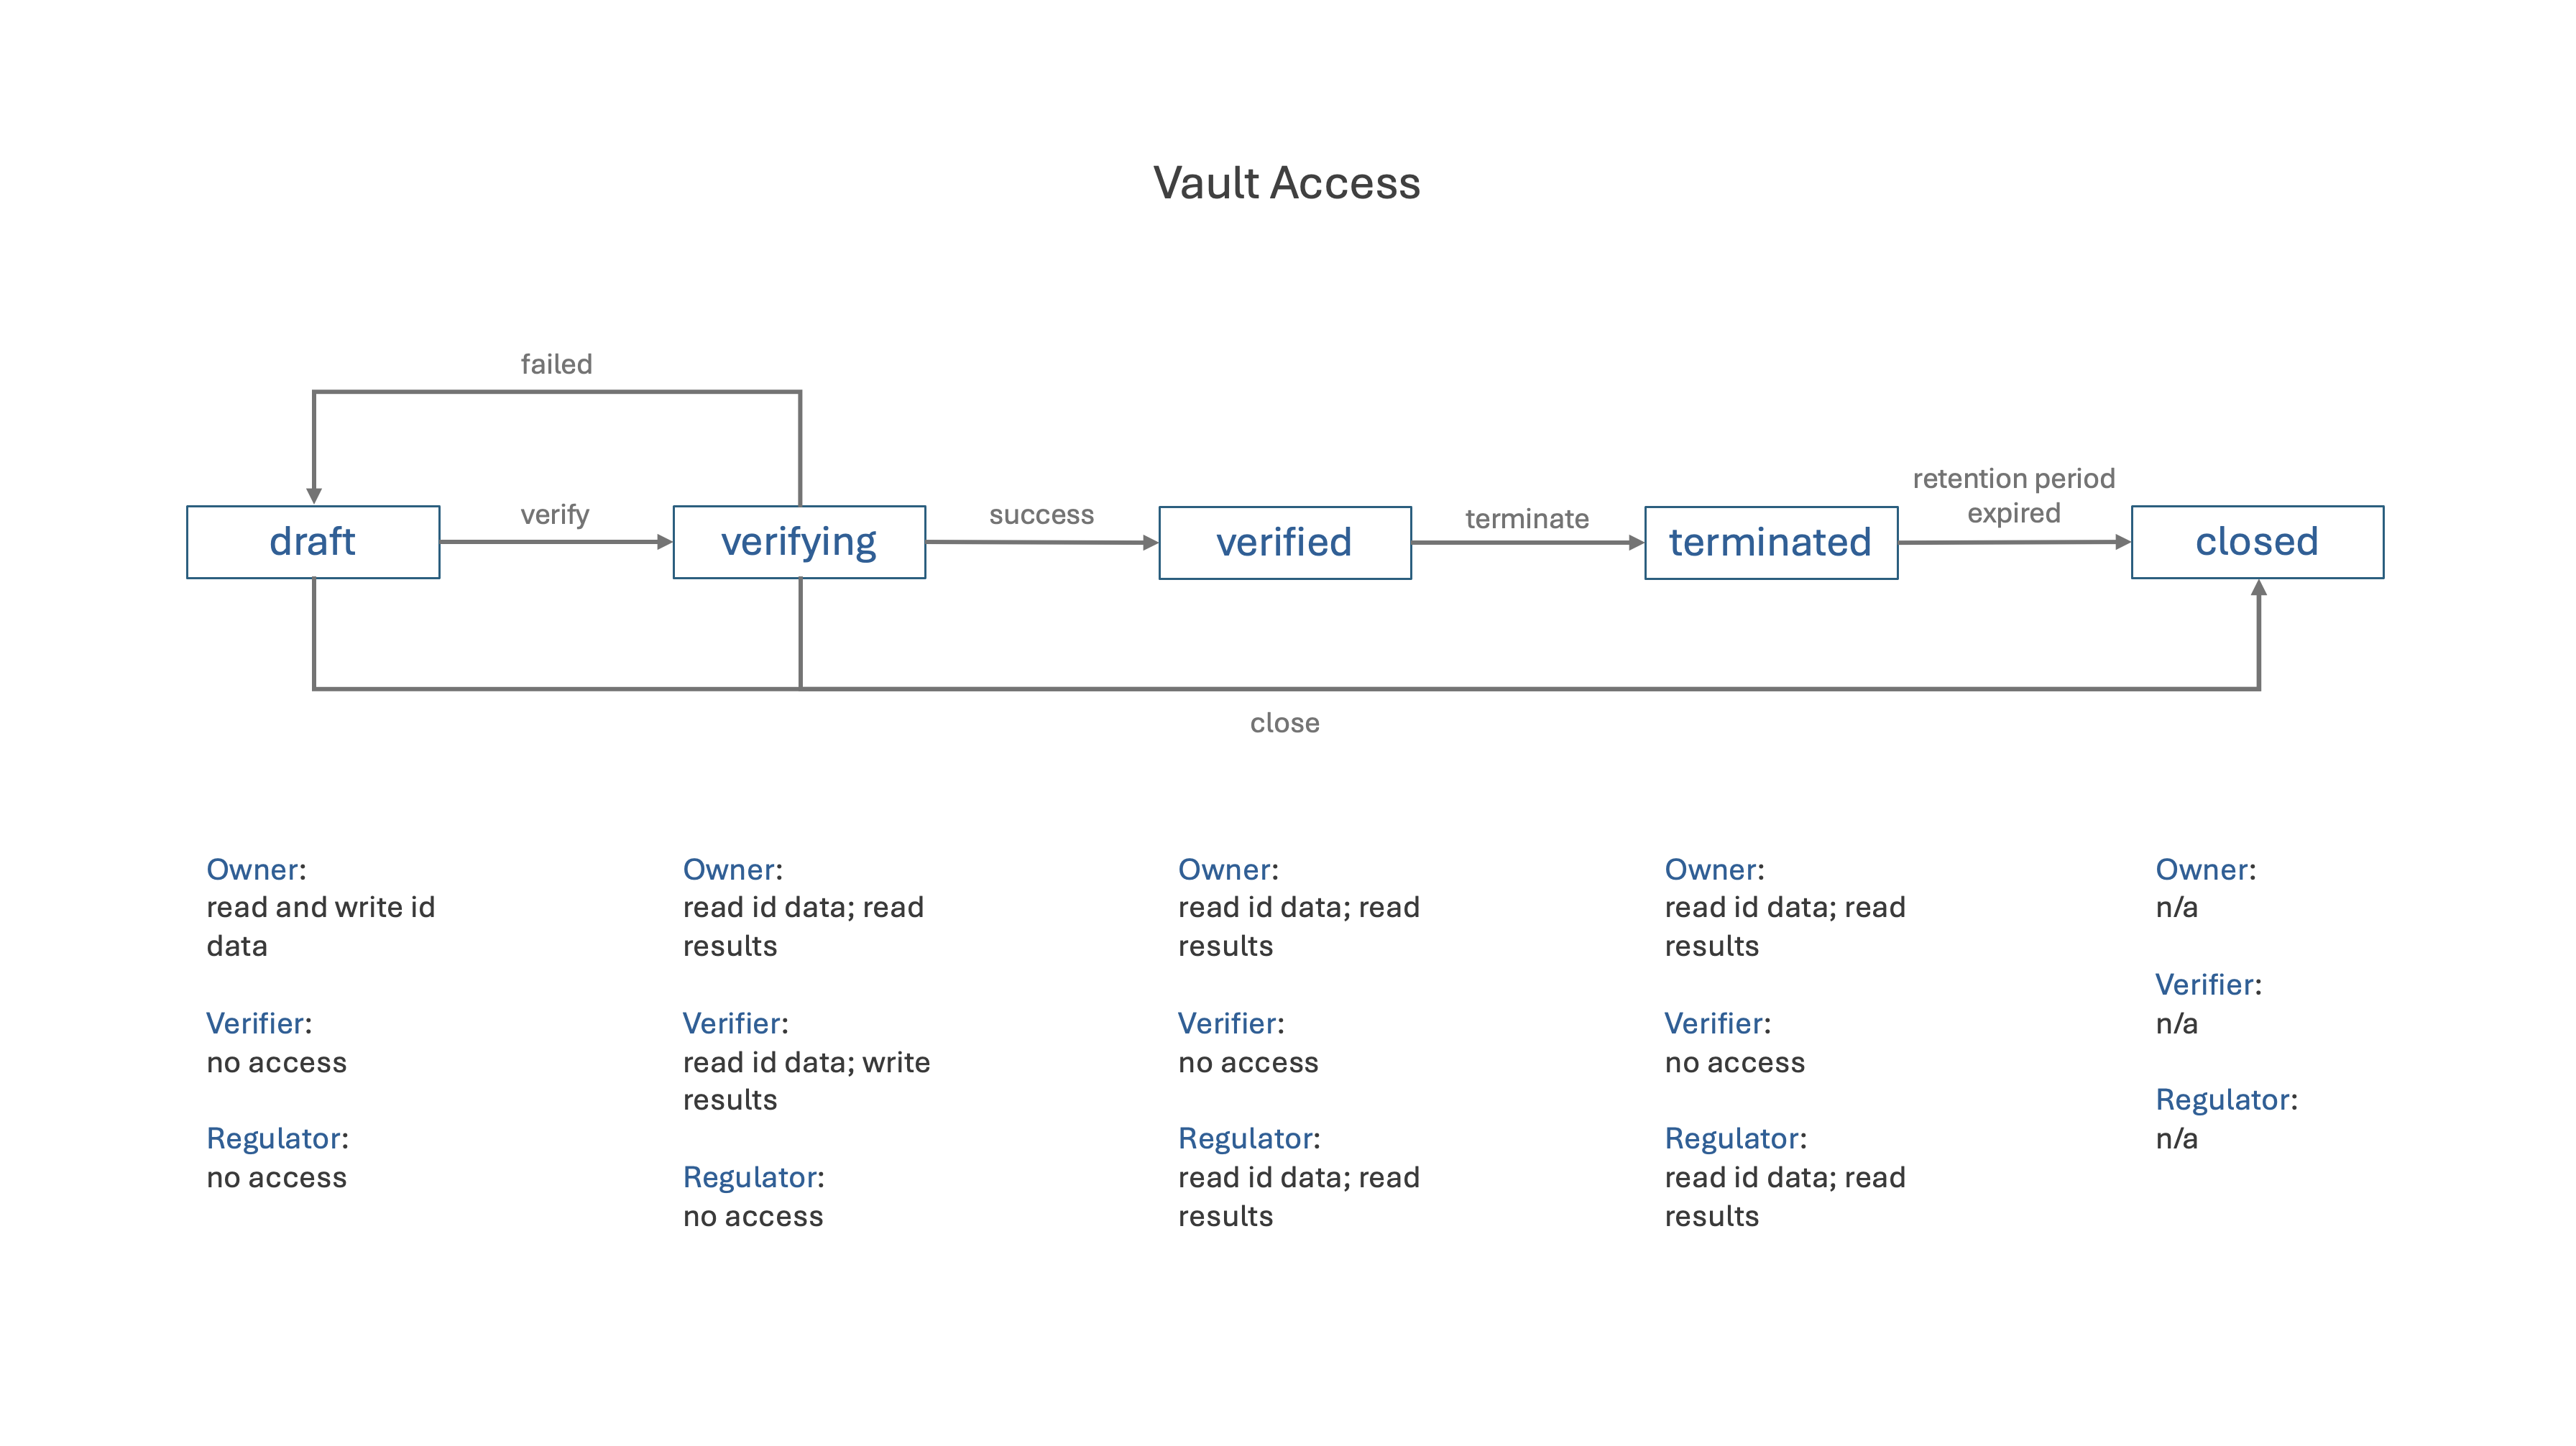 Vault Access
failed
draft
verify
verifying
success
verified
terminate
terminated
retention period
expired
closed
close
Owner:
read and write id
data
Verifier:
no access
Regulator:
no access
Owner:
read id data; read
results
Verifier:
read id data; write
results
Regulator:
no access
Owner:
read id data; read
results
Verifier:
no access
Regulator:
read id data; read
results
Owner:
read id data; read
results
Verifier:
no access
Regulator:
read id data; read
results
Owner:
n/a
Verifier:
n/a
Regulator:
n/a